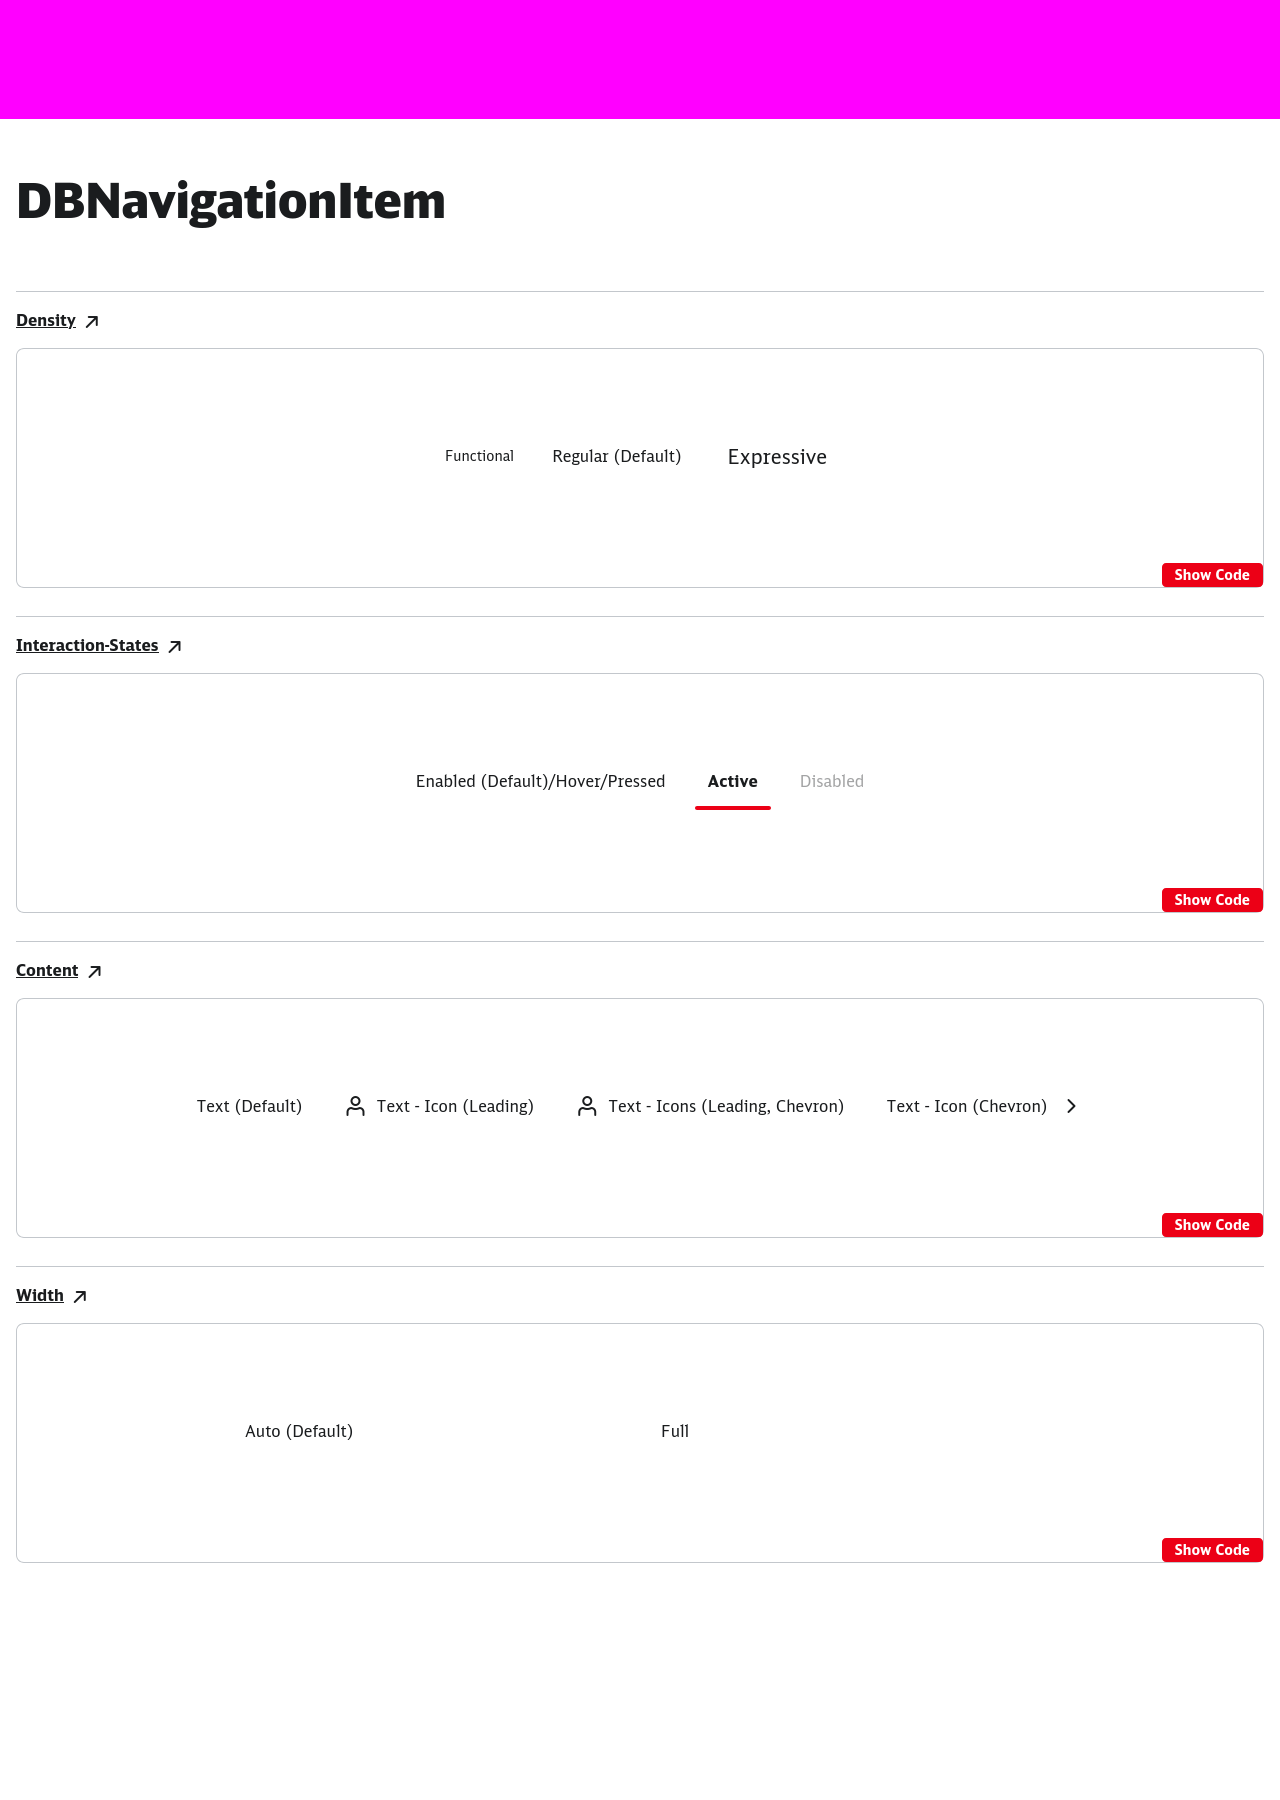 DBNavigationItem
Density
Functional Regular (Default) Expressive
Show Code
Interaction-States
Enabled (Default)/Hover/Pressed Active Disabled
Show Code
Content
Text (Default) Text - Icon (Leading) Text - Icons (Leading, Chevron) Text - Icon (Chevron)
Show Code
Width
Auto (Default) Full
Show Code